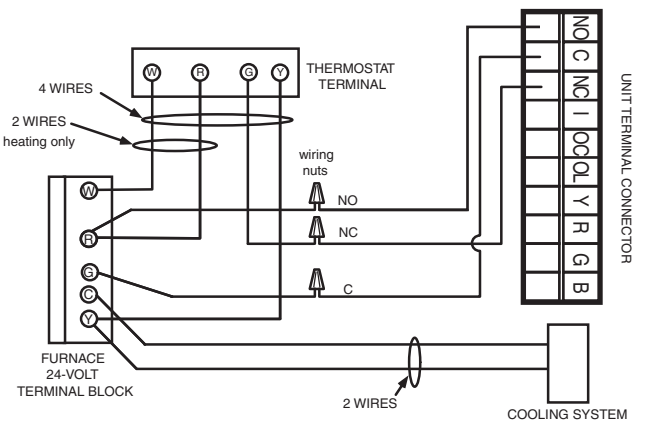 W R G Y
THERMOSTAT
TERMINAL
4 WIRES
2 WIRES
heating only
wiring
nuts
NO
NC
C
W
R
G
C
Y
FURNACE
24-VOLT
TERMINAL BLOCK
2 WIRES
COOLING SYSTEM
NO
C
NC
I
OC
OL
Y
R
G
B
UNIT TERMINAL CONNECTOR